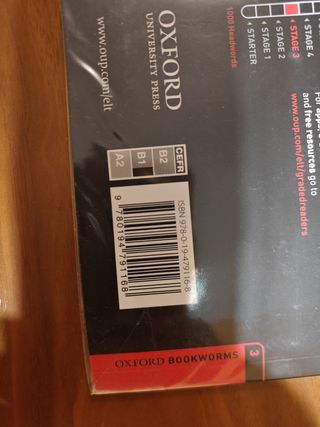 ◂ STAGE 4
◂ STAGE 3
◂ STAGE 2
◂ STAGE 1
◂ STARTER
1000 Headwords
For
and free resources go to
www.oup.com/elt/gradedreaders
OXFORD
UNIVERSITY PRESS
www.oup.com/elt
CEFR
B2
B1
A2
ISBN 978-0-19-479116-8
9 780194 791168
OXFORD BOOKWORMS 3